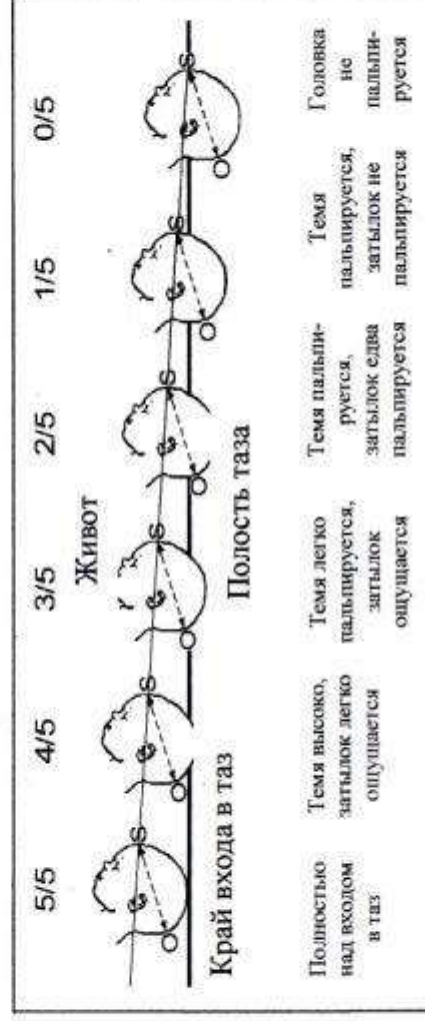 5/5 4/5 3/5 2/5 1/5 0/5
Живот
S S S S S S
O O O O O O
Край входа в таз
Полость таза
Полностью
над входом
в таз
Темя высоко,
затылок легко
ощущается
Темя легко
пальпируется,
затылок
ощущается
Темя пальпи-
руется,
затылок едва
пальпируется
Темя
пальпируется,
затылок не
пальпируется
Головка
не
пальпи-
руется